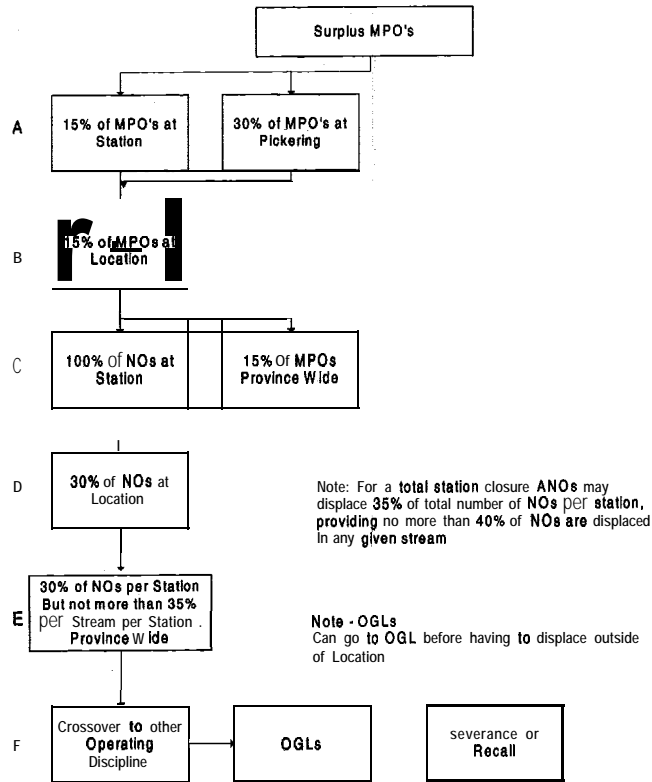 Surplus MPO's
A
15% of MPO's at
Station
30% of MPO's at
Pickering
B
15% of MPOs at
Location
C
100% of NOs at
Station
15% Of MPOs
Province Wide
D
30% of NOs at
Location
Note: For a total station closure ANOs may
displace 35% of total number of NOs per station,
providing no more than 40% of NOs are displaced
In any given stream
E
30% of NOs per Station
But not more than 35%
per Stream per Station .
Province Wide
Note - OGLs
Can go to OGL before having to displace outside
of Location
F
Crossover to other
Operating
Discipline
OGLs
severance or
Recall